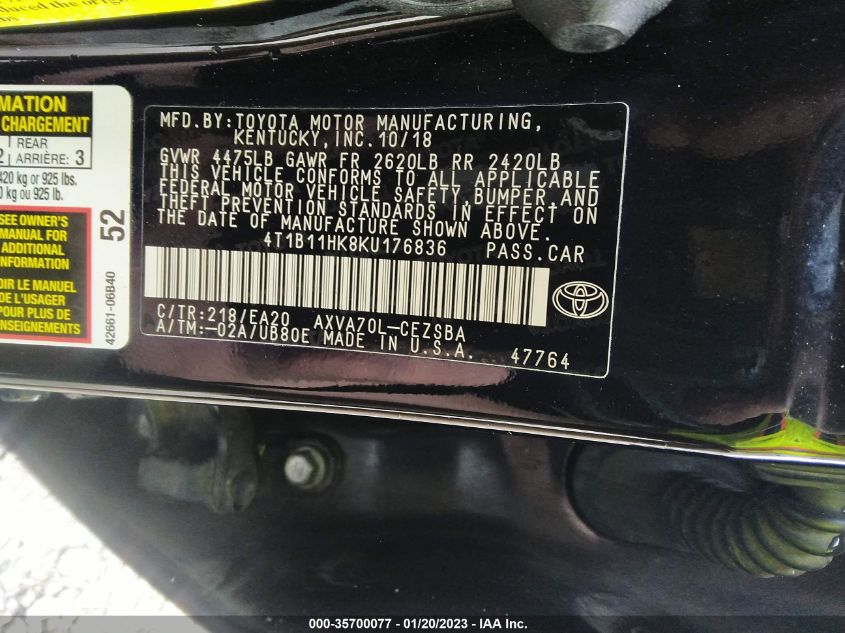 MATION
CHARGEMENT
2 REAR
ARRIÈRE: 3
420 kg or 925 lbs.
0 kg ou 925 lb.
SEE OWNER'S
MANUAL FOR
ADDITIONAL
INFORMATION
OIR LE MANUEL
DE L'USAGER
POUR PLUS DE
ENSEIGNEMENTS
52
42661-06B40
MFD.BY:TOYOTA MOTOR MANUFACTURING,
KENTUCKY, INC.10/18
GVWR 4475LB GAWR FR 2620LB RR 2420LB
THIS VEHICLE CONFORMS TO ALL APPLICABLE
FEDERAL MOTOR VEHICLE SAFETY,BUMPER,AND
THEFT PREVENTION STANDARDS IN EFFECT ON
THE DATE OF MANUFACTURE SHOWN ABOVE.
4T1B11HK8KU176836 PASS.CAR
C/TR:218/EA20 AXVA70L-CEZSBA
A/TM:-02A/UB80E MADE IN U.S.A. 47764
000-35700077 - 01/20/2023 - IAA Inc.